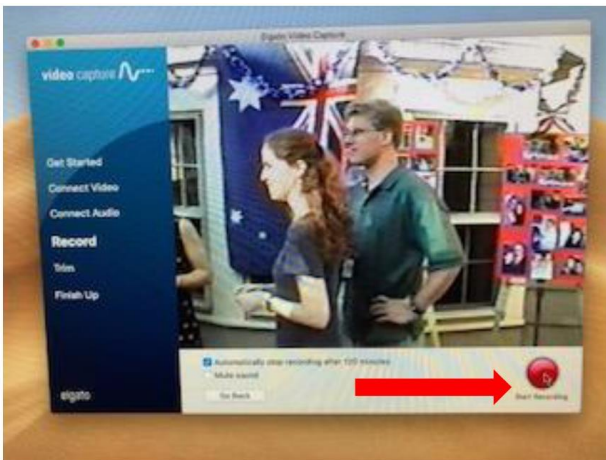 Elgato Video Capture
video capture
Get Started
Connect Video
Connect Audio
Record
Trim
Finish Up
Automatically stop recording after 120 minutes
Mute sound
Go Back
Start Recording
elgato